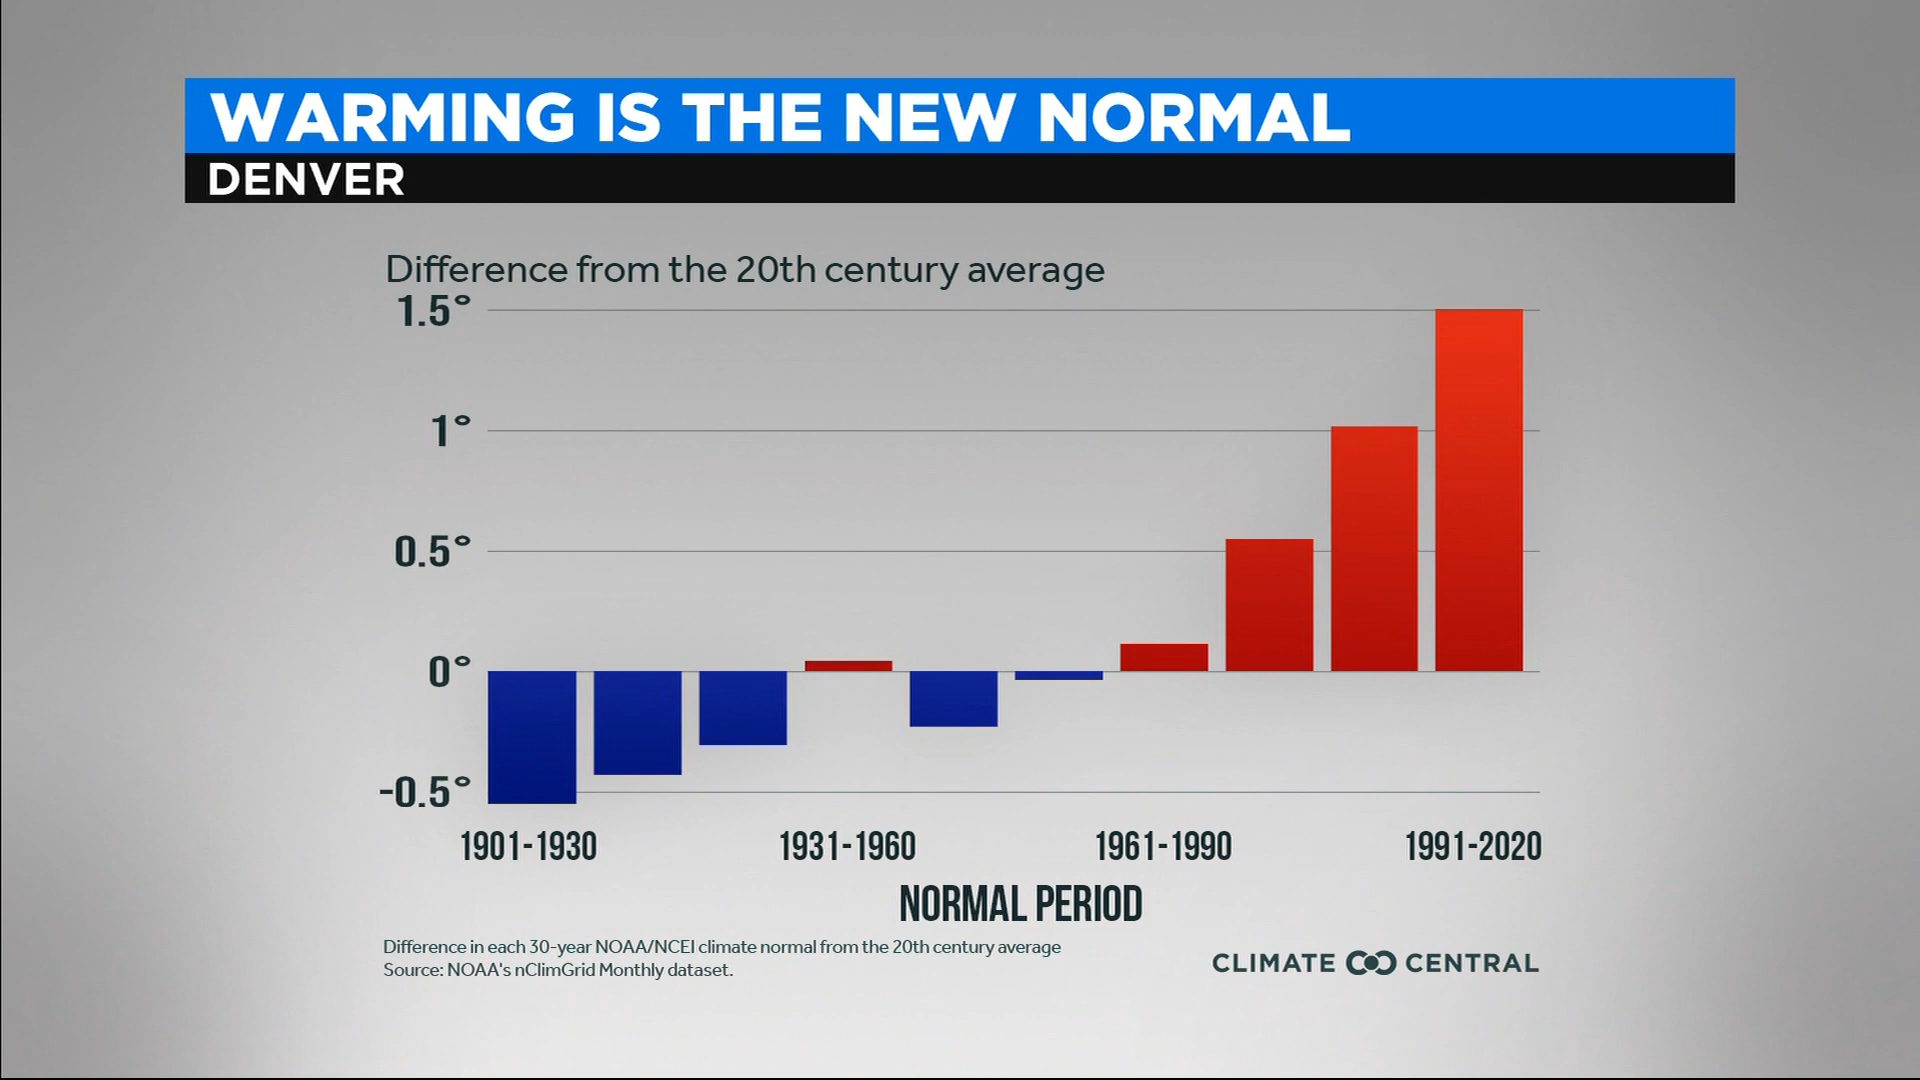 WARMING IS THE NEW NORMAL
DENVER
Difference from the 20th century average
1.5°
1°
0.5°
0°
-0.5°
1901-1930 1931-1960 1961-1990 1991-2020
NORMAL PERIOD
Difference in each 30-year NOAA/NCEI climate normal from the 20th century average
Source: NOAA's nClimGrid Monthly dataset.
CLIMATE CENTRAL